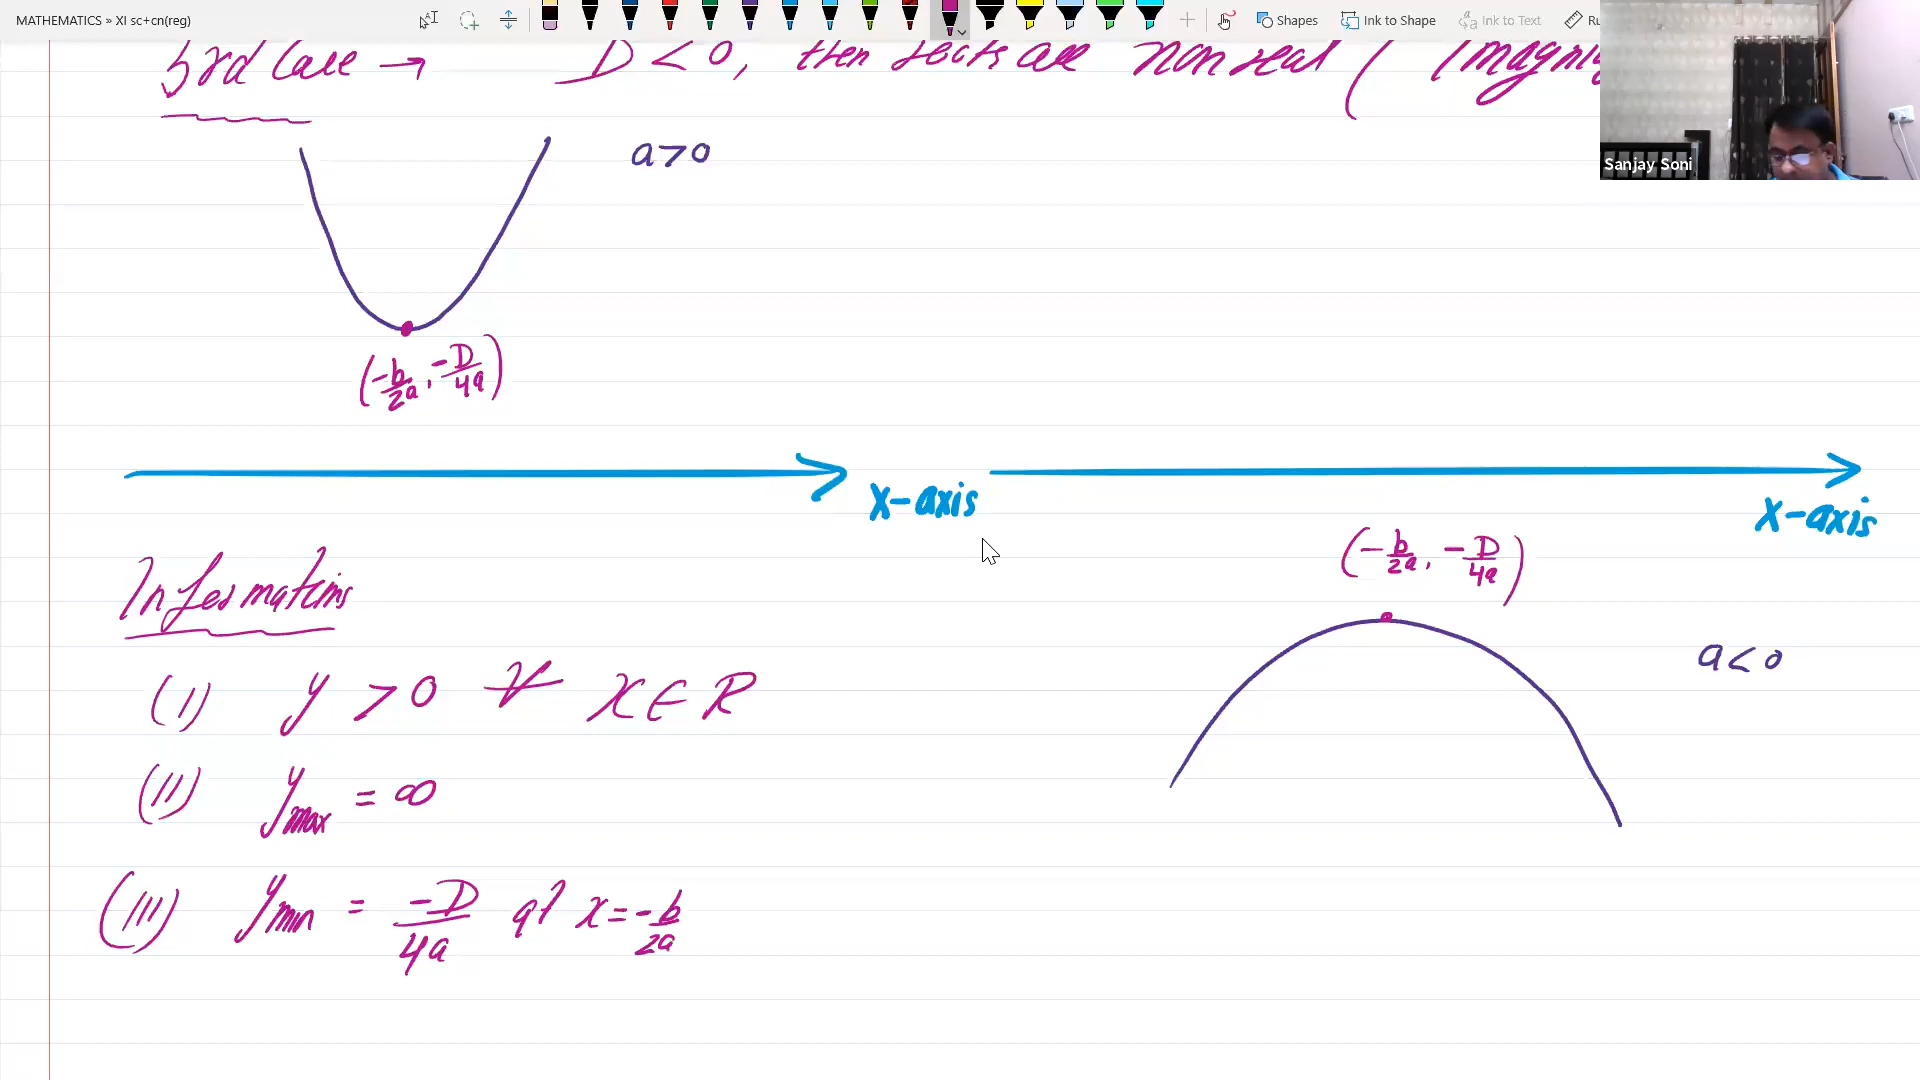 MATHEMATICS » XI sc+cn(reg)
Shapes
Ink to Shape
Ink to Text
Ru
3rd Case → D < 0, then roots are non real ( Imagni
Sanjay Soni
a>0
(-b/2a, -D/4a)
x-axis
x-axis
(-b/2a, -D/4a)
a<0
Informations
(I) y > 0 ∀ x ∈ R
(II) ymax = ∞
(III) ymin = -D/4a at x = -b/2a